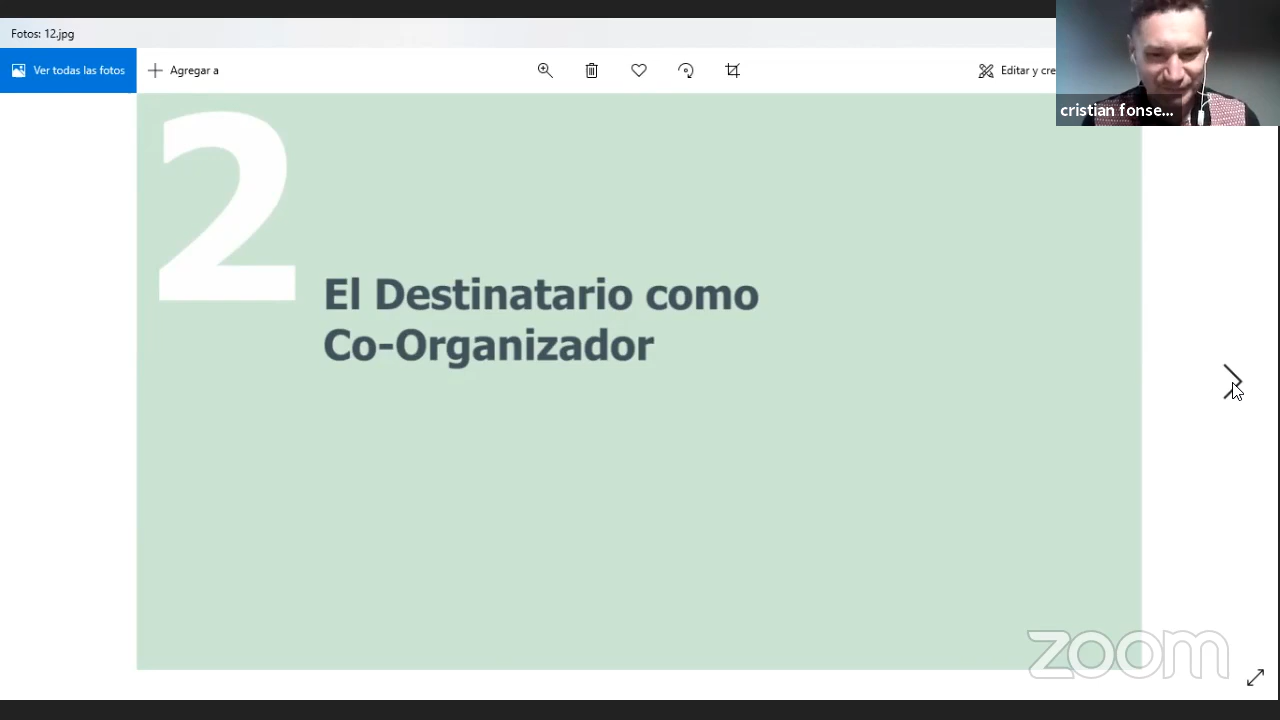 Fotos: 12.jpg
Ver todas las fotos
Agregar a
Editar y cre
cristian fonse...
2
El Destinatario como
Co-Organizador
zoom